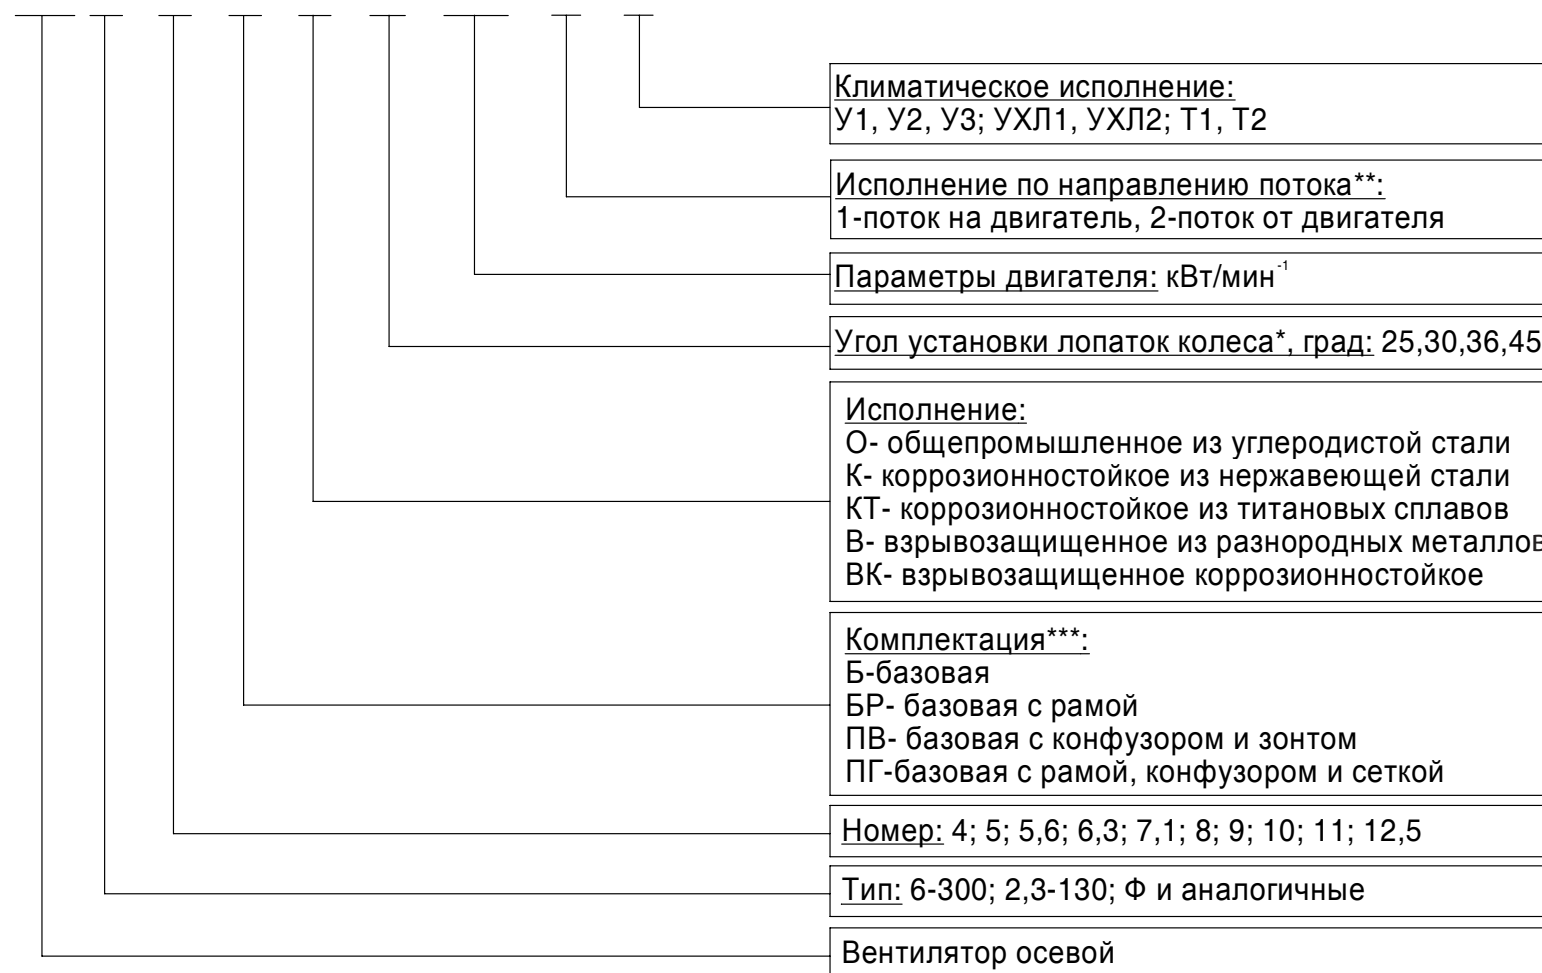 Климатическое исполнение:
У1, У2, У3; УХЛ1, УХЛ2; Т1, Т2
Исполнение по направлению потока**:
1-поток на двигатель, 2-поток от двигателя
Параметры двигателя: кВт/мин⁻¹
Угол установки лопаток колеса*, град: 25,30,36,45
Исполнение:
О- общепромышленное из углеродистой стали
К- коррозионностойкое из нержавеющей стали
КТ- коррозионностойкое из титановых сплавов
В- взрывозащищенное из разнородных металлов
ВК- взрывозащищенное коррозионностойкое
Комплектация***:
Б-базовая
БР- базовая с рамой
ПВ- базовая с конфузором и зонтом
ПГ-базовая с рамой, конфузором и сеткой
Номер: 4; 5; 5,6; 6,3; 7,1; 8; 9; 10; 11; 12,5
Тип: 6-300; 2,3-130; Ф и аналогичные
Вентилятор осевой